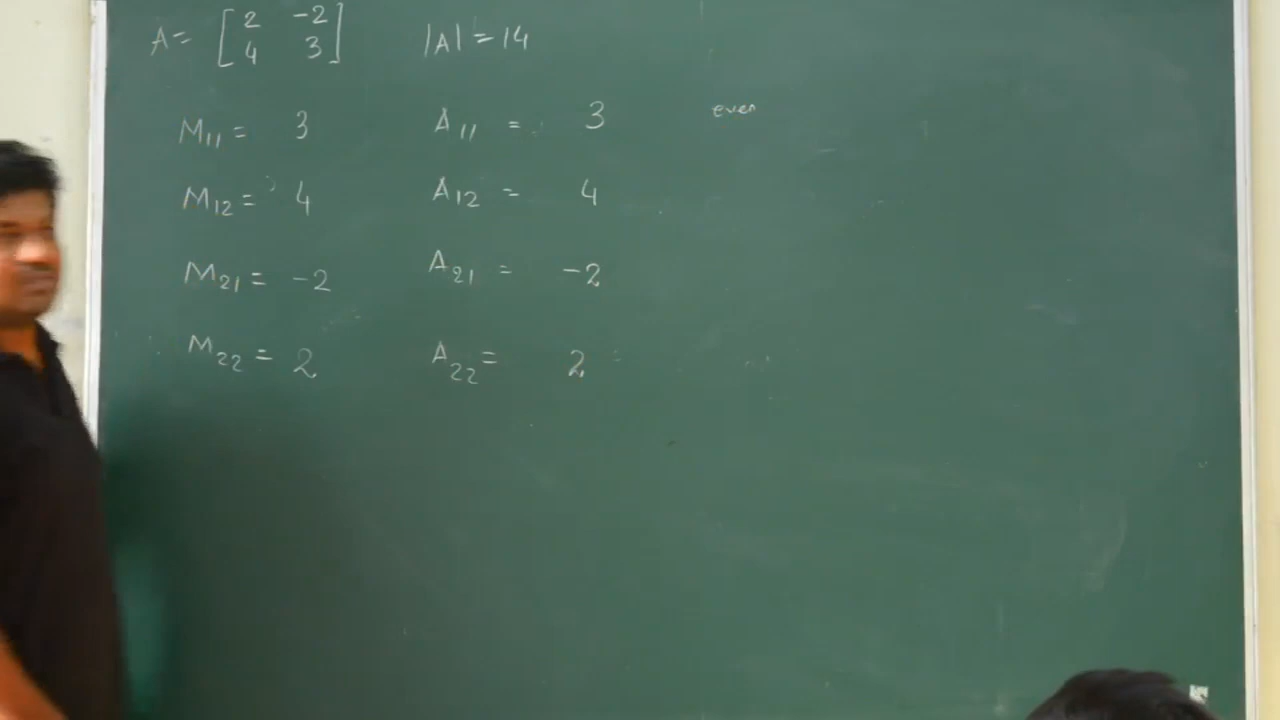 A = [ 2 -2 ] |A| = 14
[ 4 3 ]
M11 = 3 A11 = 3 even
M12 = 4 A12 = 4
M21 = -2 A21 = -2
M22 = 2 A22 = 2